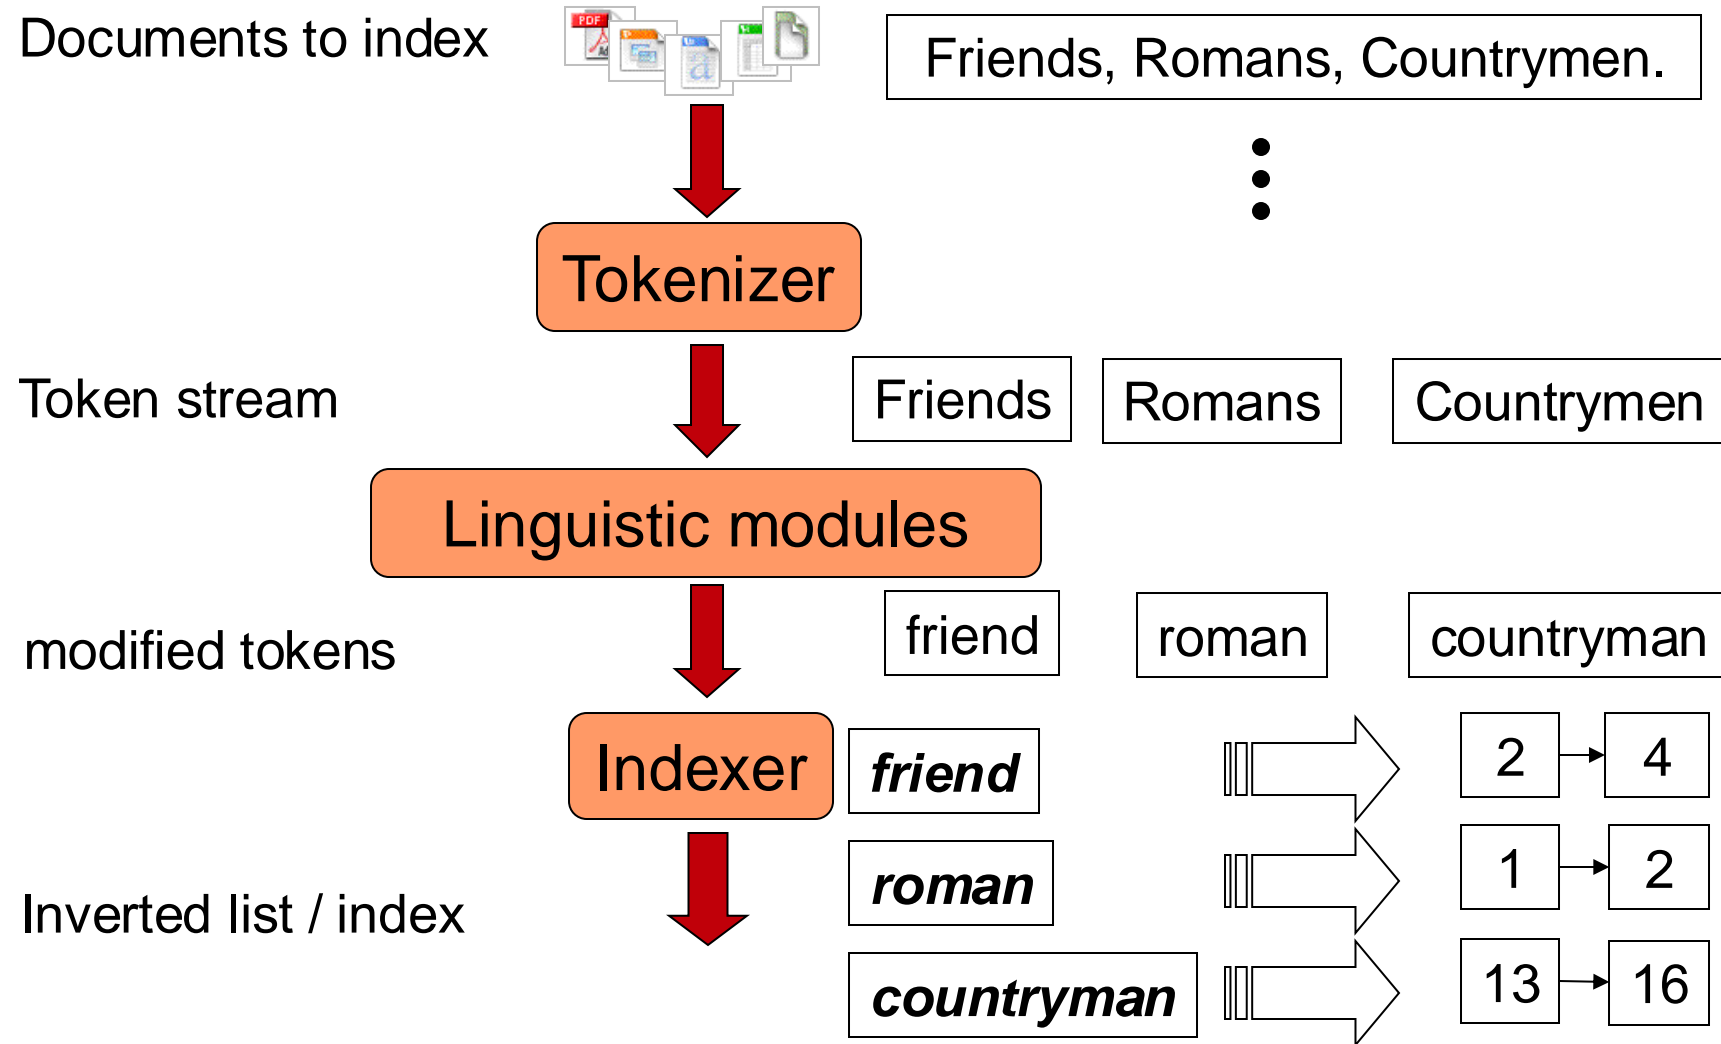 Documents to index
PDF
Friends, Romans, Countrymen.
Tokenizer
Token stream
Friends
Romans
Countrymen
Linguistic modules
modified tokens
friend
roman
countryman
Indexer
friend
2
4
roman
1
2
Inverted list / index
countryman
13
16